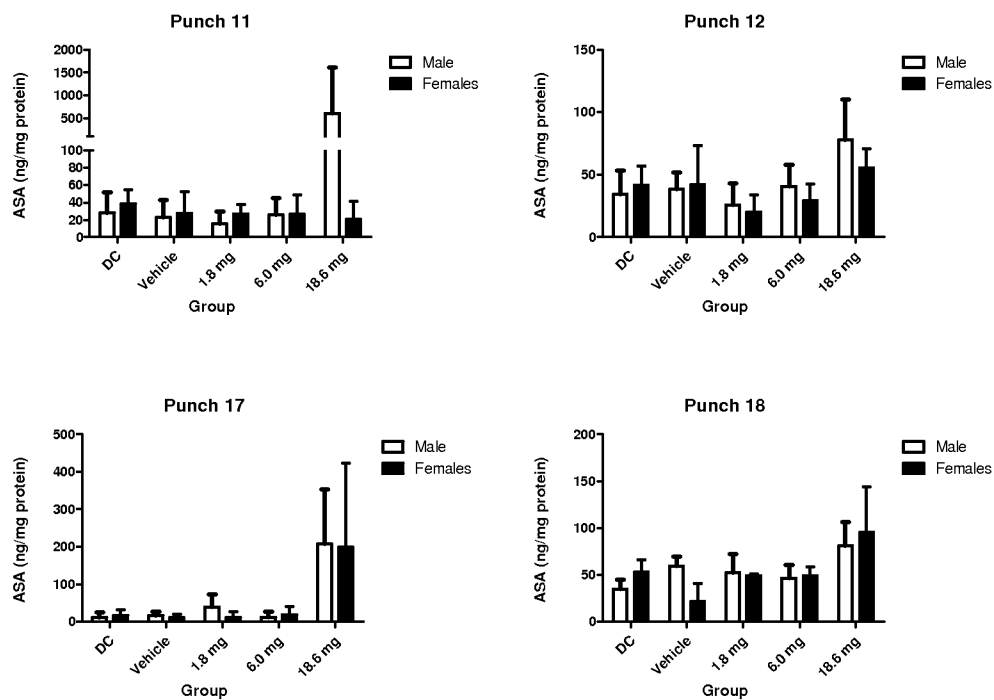 Punch 11
ASA (ng/mg protein)
2000
1500
1000
500
100
80
60
40
20
0
DC
Vehicle
1.8 mg
6.0 mg
18.6 mg
Group
Male
Females
Punch 12
ASA (ng/mg protein)
150
100
50
0
DC
Vehicle
1.8 mg
6.0 mg
18.6 mg
Group
Male
Females
Punch 17
ASA (ng/mg protein)
500
400
300
200
100
0
DC
Vehicle
1.8 mg
6.0 mg
18.6 mg
Group
Male
Females
Punch 18
ASA (ng/mg protein)
200
150
100
50
0
DC
Vehicle
1.8 mg
6.0 mg
18.6 mg
Group
Male
Females